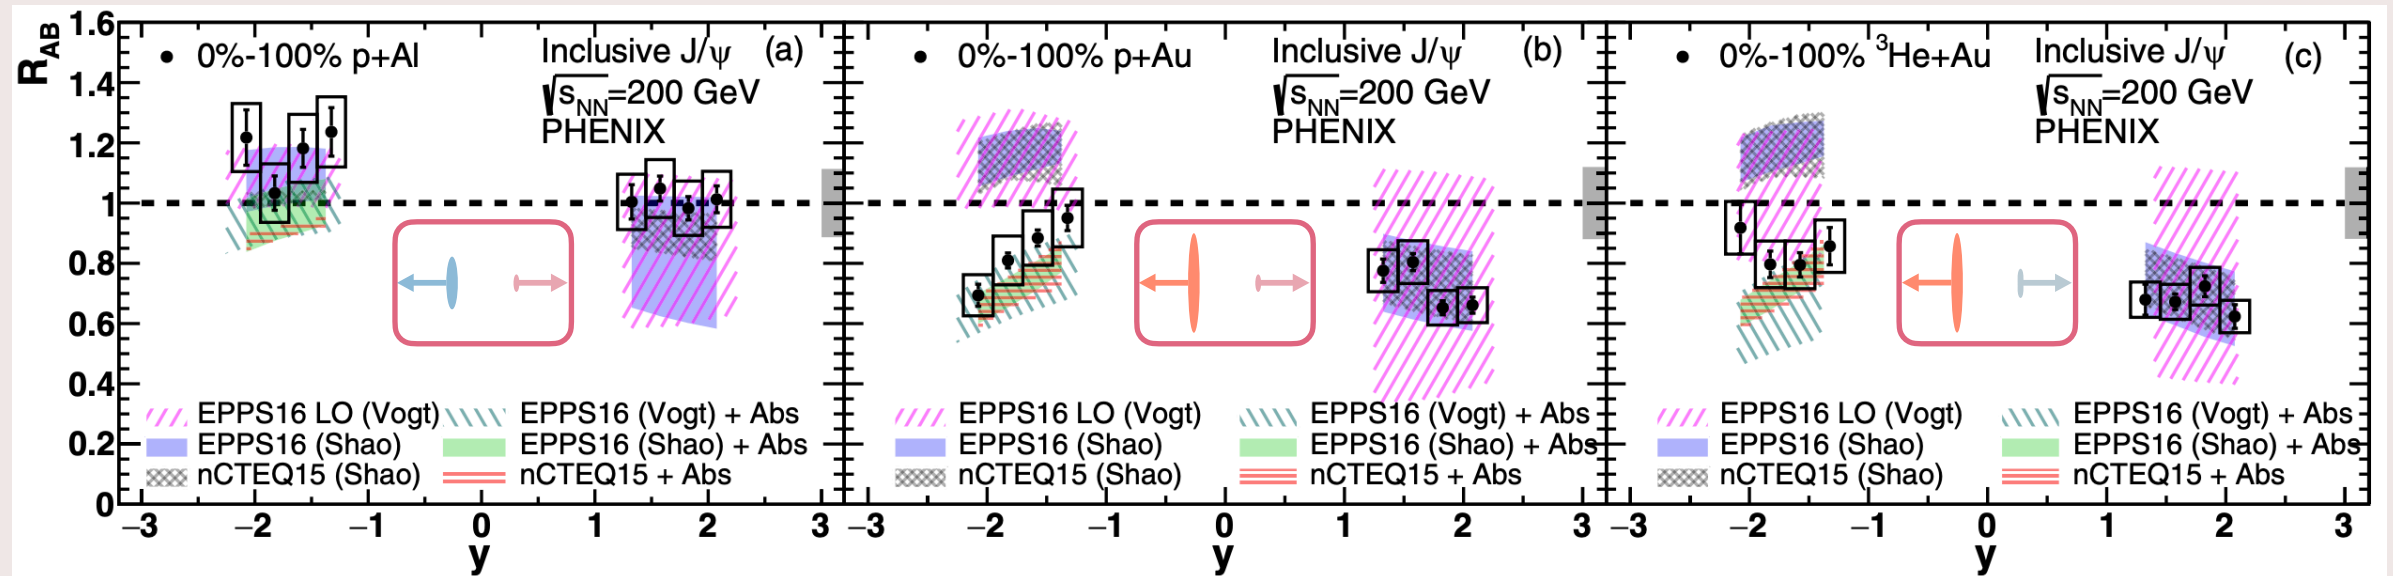 R_AB
1.6
1.4
1.2
1
0.8
0.6
0.4
0.2
0
0%-100% p+Al
Inclusive J/ψ
(a)
√s_NN=200 GeV
PHENIX
EPPS16 LO (Vogt)
EPPS16 (Vogt) + Abs
EPPS16 (Shao)
EPPS16 (Shao) + Abs
nCTEQ15 (Shao)
nCTEQ15 + Abs
−3 −2 −1 0 1 2 3
y
0%-100% p+Au
Inclusive J/ψ
(b)
√s_NN=200 GeV
PHENIX
EPPS16 LO (Vogt)
EPPS16 (Vogt) + Abs
EPPS16 (Shao)
EPPS16 (Shao) + Abs
nCTEQ15 (Shao)
nCTEQ15 + Abs
−3 −2 −1 0 1 2 3
y
0%-100% ³He+Au
Inclusive J/ψ
(c)
√s_NN=200 GeV
PHENIX
EPPS16 LO (Vogt)
EPPS16 (Vogt) + Abs
EPPS16 (Shao)
EPPS16 (Shao) + Abs
nCTEQ15 (Shao)
nCTEQ15 + Abs
−3 −2 −1 0 1 2 3
y